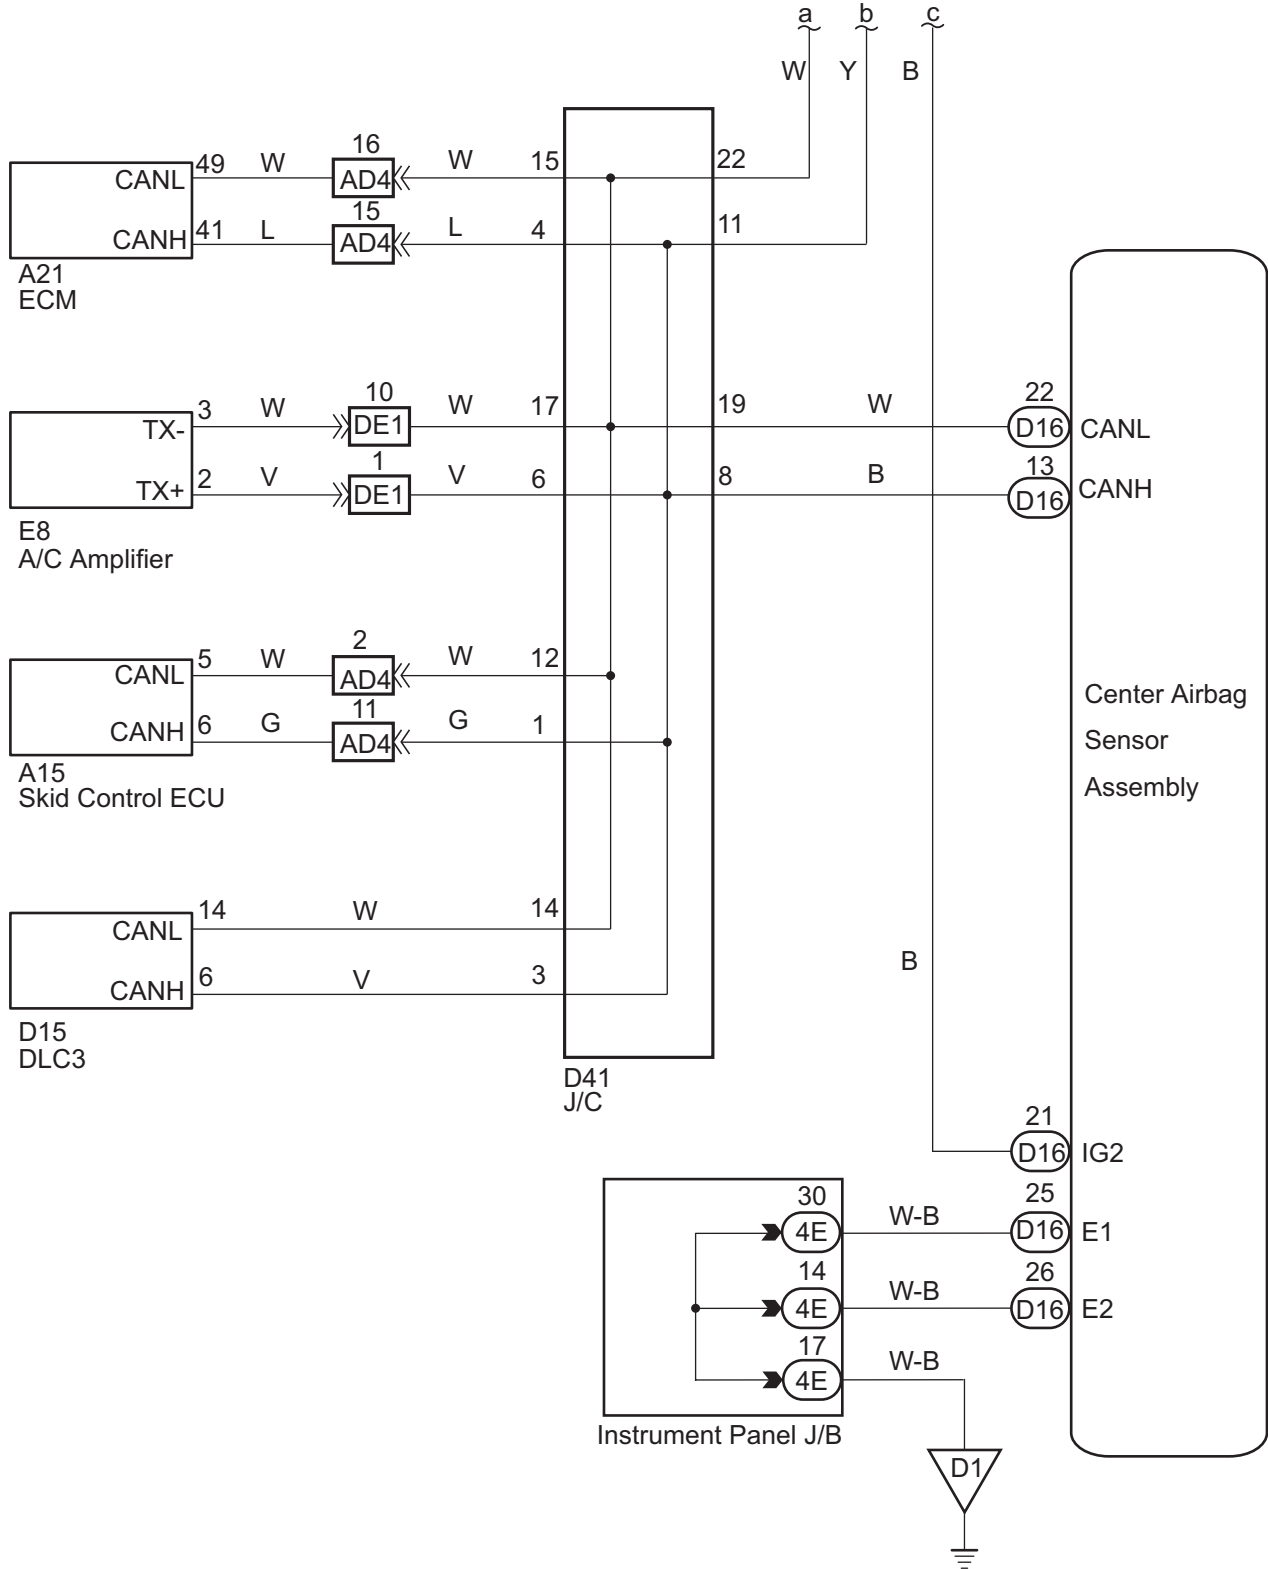 a b c
W Y B
49 W 16 W 15 22
CANL AD4
15
CANH 41 L AD4 L 4 11
A21
ECM
3 W 10 W 17 19 W 22
TX- DE1 D16 CANL
1 13
TX+ 2 V DE1 V 6 8 B D16 CANH
E8
A/C Amplifier
5 W 2 W 12
CANL AD4
11
CANH 6 G AD4 G 1
A15
Skid Control ECU
Center Airbag
Sensor
Assembly
14 W 14
CANL
CANH 6 V 3
B
D15
DLC3
D41
J/C
21
D16 IG2
30 W-B 25
4E D16 E1
14 W-B 26
4E D16 E2
17 W-B
4E
Instrument Panel J/B
D1